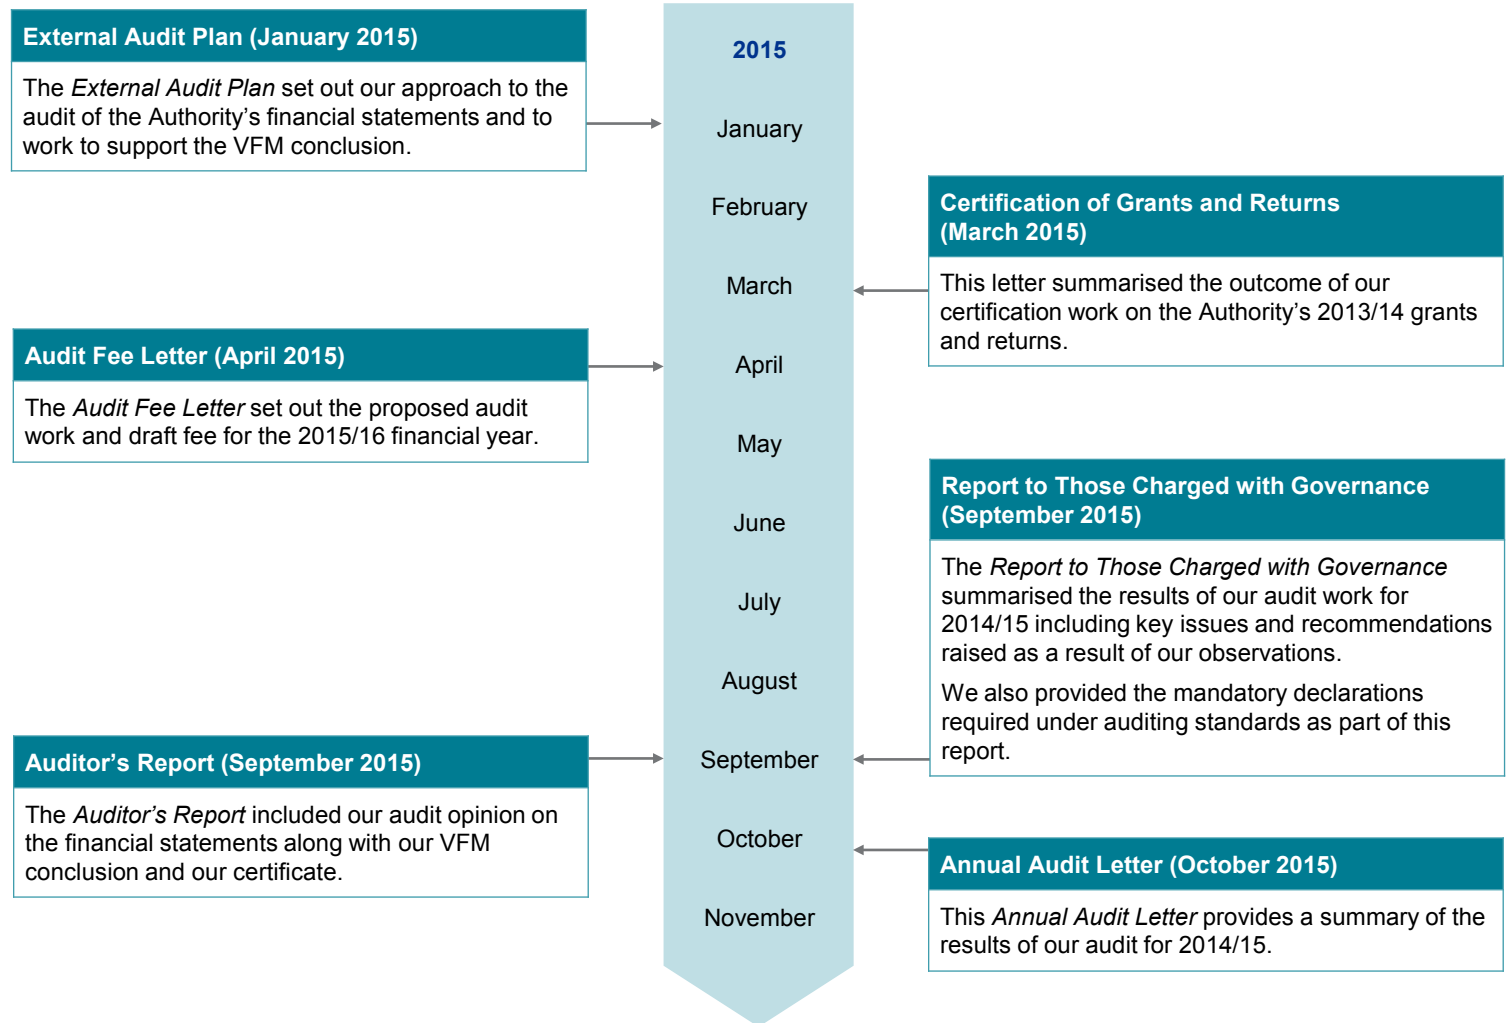 External Audit Plan (January 2015)
The External Audit Plan set out our approach to the
audit of the Authority’s financial statements and to
work to support the VFM conclusion.
Audit Fee Letter (April 2015)
The Audit Fee Letter set out the proposed audit
work and draft fee for the 2015/16 financial year.
Auditor’s Report (September 2015)
The Auditor’s Report included our audit opinion on
the financial statements along with our VFM
conclusion and our certificate.
2015
January
February
March
April
May
June
July
August
September
October
November
Certification of Grants and Returns
(March 2015)
This letter summarised the outcome of our
certification work on the Authority’s 2013/14 grants
and returns.
Report to Those Charged with Governance
(September 2015)
The Report to Those Charged with Governance
summarised the results of our audit work for
2014/15 including key issues and recommendations
raised as a result of our observations.
We also provided the mandatory declarations
required under auditing standards as part of this
report.
Annual Audit Letter (October 2015)
This Annual Audit Letter provides a summary of the
results of our audit for 2014/15.